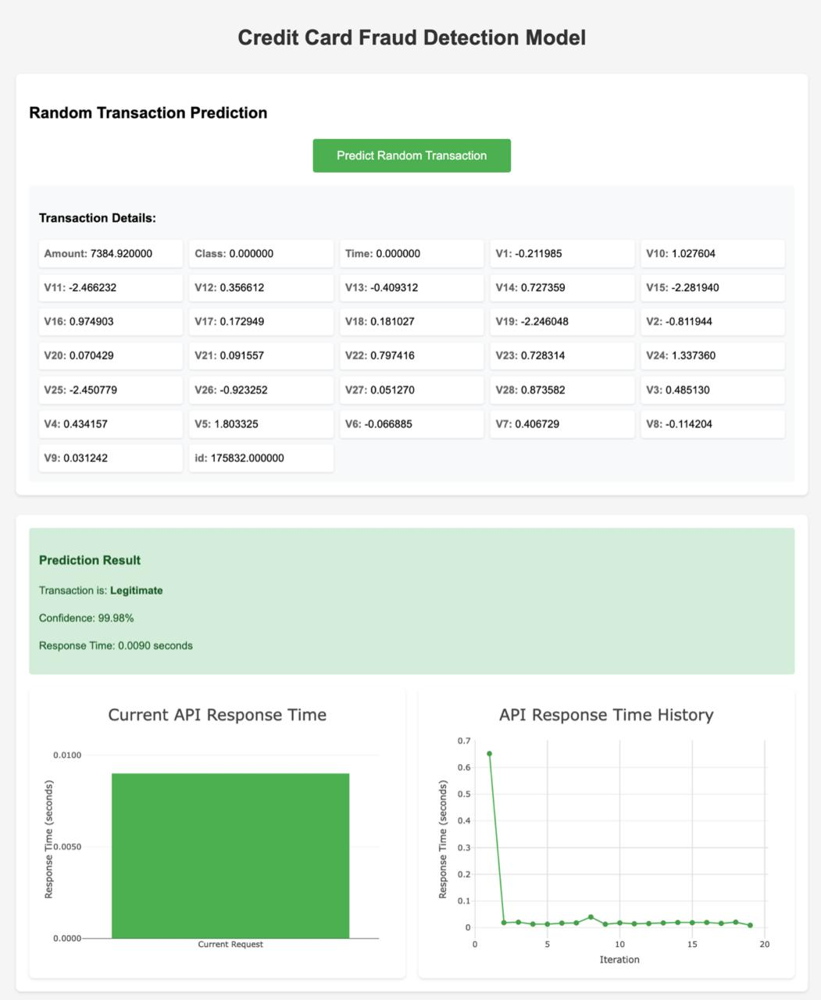 Credit Card Fraud Detection Model
Random Transaction Prediction
Predict Random Transaction
Transaction Details:
Amount: 7384.920000
Class: 0.000000
Time: 0.000000
V1: -0.211985
V10: 1.027604
V11: -2.466232
V12: 0.356612
V13: -0.409312
V14: 0.727359
V15: -2.281940
V16: 0.974903
V17: 0.172949
V18: 0.181027
V19: -2.246048
V2: -0.811944
V20: 0.070429
V21: 0.091557
V22: 0.797416
V23: 0.728314
V24: 1.337360
V25: -2.450779
V26: -0.923252
V27: 0.051270
V28: 0.873582
V3: 0.485130
V4: 0.434157
V5: 1.803325
V6: -0.066885
V7: 0.406729
V8: -0.114204
V9: 0.031242
id: 175832.000000
Prediction Result
Transaction is: Legitimate
Confidence: 99.98%
Response Time: 0.0090 seconds
Current API Response Time
Response Time (seconds)
0.0100
0.0050
0.0000
Current Request
API Response Time History
Response Time (seconds)
0.7
0.6
0.5
0.4
0.3
0.2
0.1
0
0
5
10
15
20
Iteration